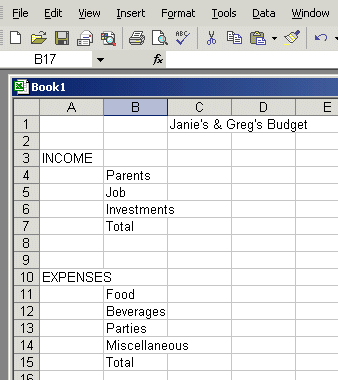 File Edit View Insert Format Tools Data Window
B17 fx
Book1
A B C D E
1 Janie's & Greg's Budget
2
3 INCOME
4 Parents
5 Job
6 Investments
7 Total
8
9
10 EXPENSES
11 Food
12 Beverages
13 Parties
14 Miscellaneous
15 Total